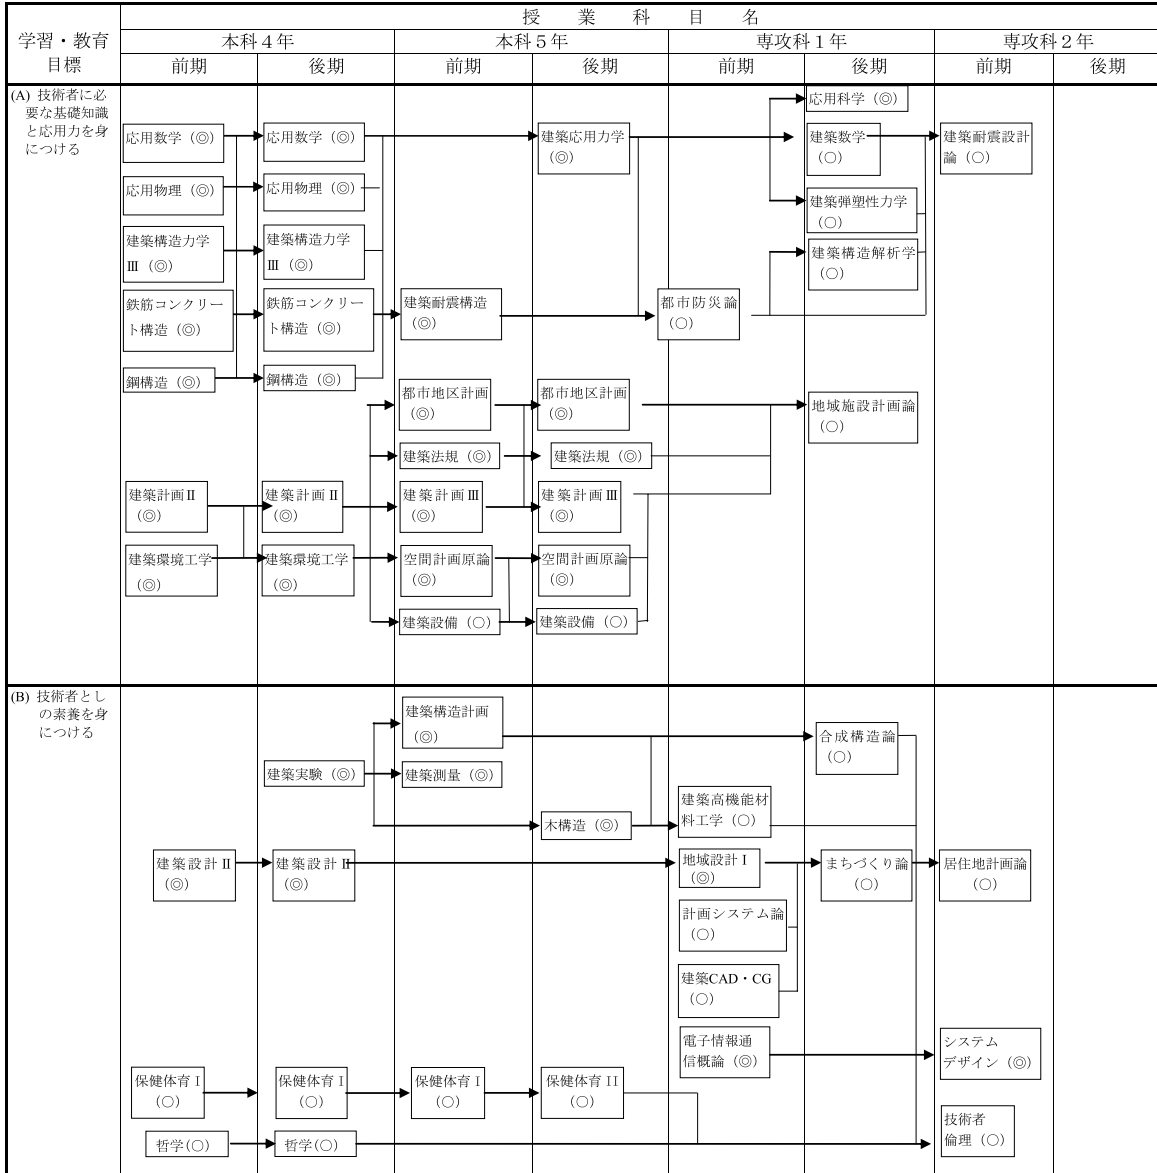 授業科目名
学習・教育
目標
本科４年
本科５年
専攻科１年
専攻科２年
前期
後期
前期
後期
前期
後期
前期
後期
(A) 技術者に必
要な基礎知識
と応用力を身
につける
応用数学（◎）
応用数学（◎）
建築応用力学
（◎）
応用科学（◎）
建築数学
（○）
建築耐震設計
論（○）
応用物理（◎）
応用物理（◎）
建築弾塑性力学
（○）
建築構造力学
Ⅲ（◎）
建築構造力学
Ⅲ（◎）
建築構造解析学
（○）
鉄筋コンクリー
ト構造（◎）
鉄筋コンクリー
ト構造（◎）
建築耐震構造
（◎）
都市防災論
（○）
鋼構造（◎）
鋼構造（◎）
都市地区計画
（◎）
都市地区計画
（◎）
地域施設計画論
（○）
建築法規（◎）
建築法規（◎）
建築計画Ⅱ
（◎）
建築計画Ⅱ
（◎）
建築計画Ⅲ
（◎）
建築計画Ⅲ
（◎）
建築環境工学
（◎）
建築環境工学
（◎）
空間計画原論
（◎）
空間計画原論
（◎）
建築設備（○）
建築設備（○）
(B) 技術者とし
の素養を身
につける
建築構造計画
（◎）
合成構造論
（○）
建築実験（◎）
建築測量（◎）
木構造（◎）
建築高機能材
料工学（○）
建築設計Ⅱ
（◎）
建築設計Ⅱ
（◎）
地域設計Ⅰ
（◎）
まちづくり論
（○）
居住地計画論
（○）
計画システム論
（○）
建築CAD・CG
（○）
電子情報通
信概論（◎）
システム
デザイン（◎）
保健体育Ⅰ
（○）
保健体育Ⅰ
（○）
保健体育Ⅰ
（○）
保健体育II
（○）
技術者
倫理（○）
哲学(○）
哲学(○）